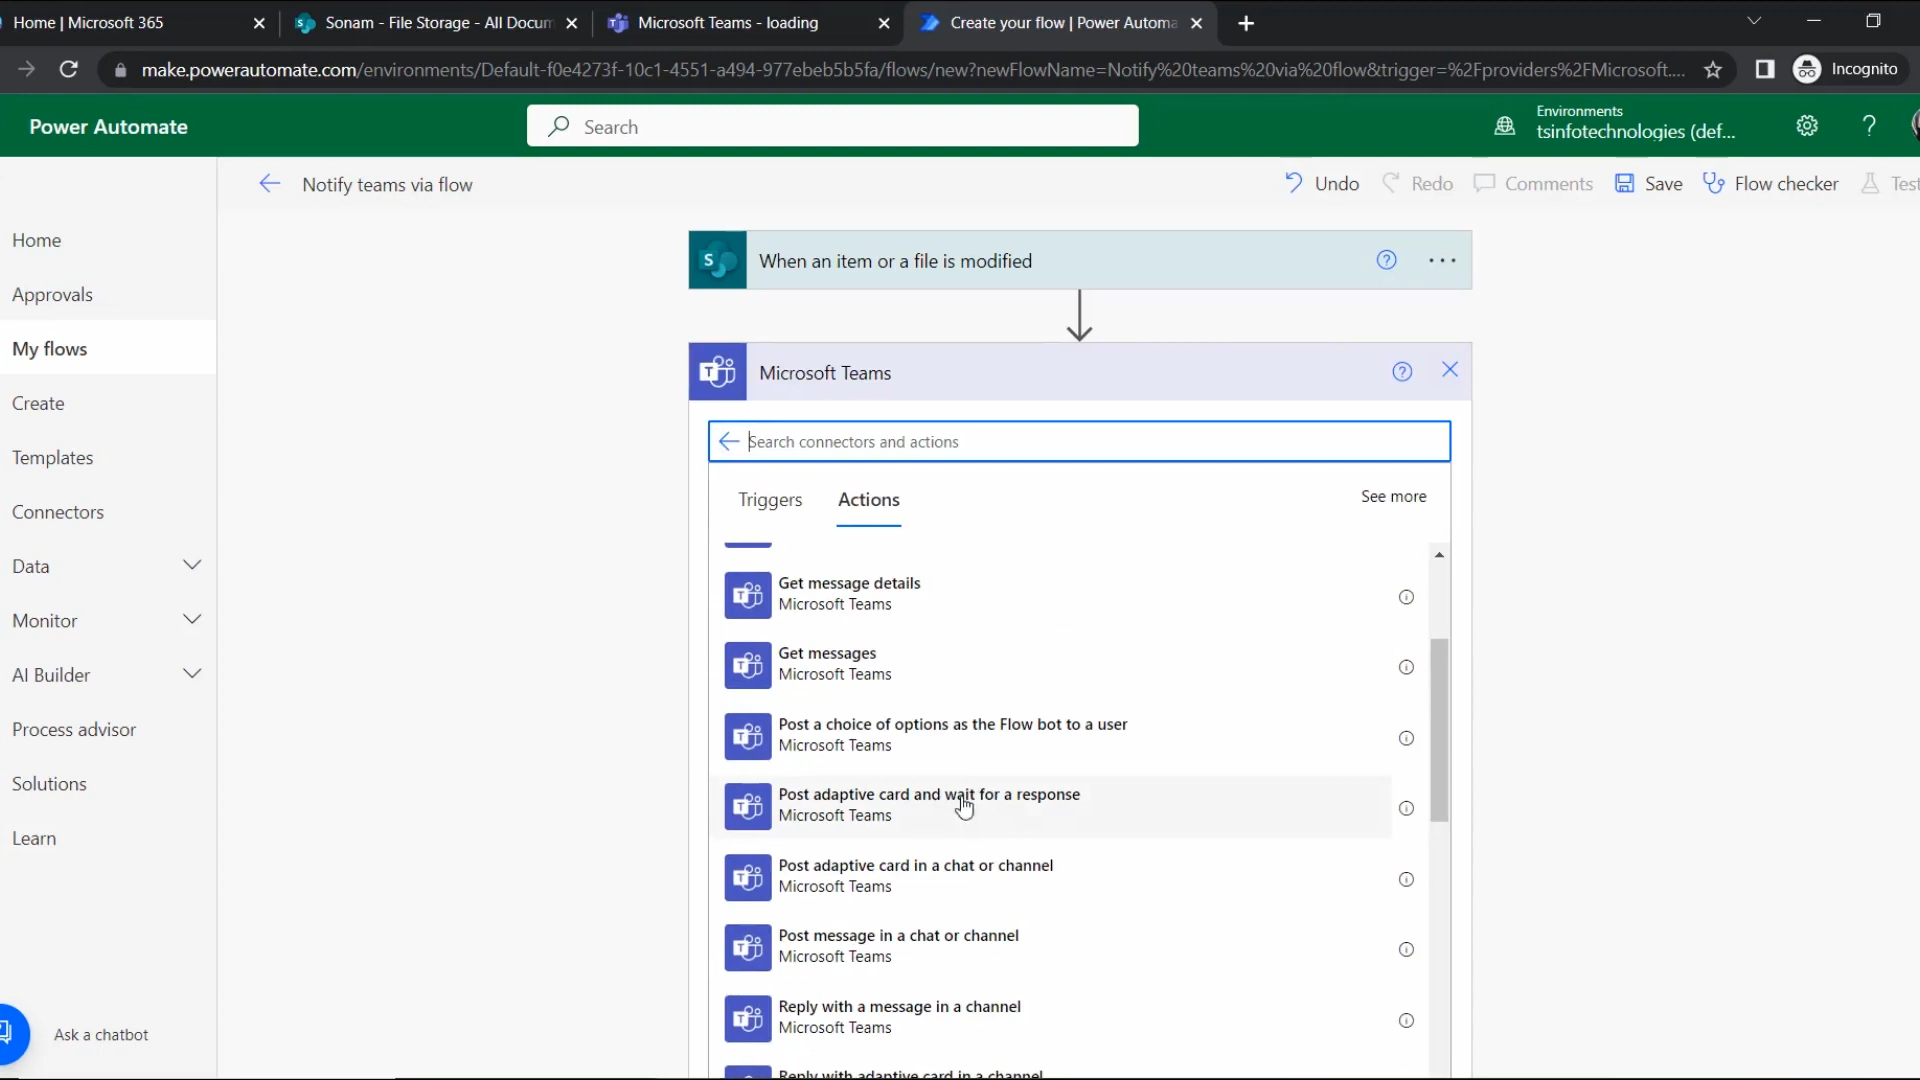 Home | Microsoft 365
Sonam - File Storage - All Docum
Microsoft Teams - loading
Create your flow | Power Automa
make.powerautomate.com/environments/Default-f0e4273f-10c1-4551-a494-977ebeb5b5fa/flows/new?newFlowName=Notify%20teams%20via%20flow&trigger=%2Fproviders%2FMicrosoft....
Incognito
Power Automate
Search
Environments
tsinfotechnologies (def...
Notify teams via flow
Undo
Redo
Comments
Save
Flow checker
Test
Home
Approvals
My flows
Create
Templates
Connectors
Data
Monitor
AI Builder
Process advisor
Solutions
Learn
Ask a chatbot
When an item or a file is modified
Microsoft Teams
Search connectors and actions
Triggers
Actions
See more
Get message details
Microsoft Teams
Get messages
Microsoft Teams
Post a choice of options as the Flow bot to a user
Microsoft Teams
Post adaptive card and wait for a response
Microsoft Teams
Post adaptive card in a chat or channel
Microsoft Teams
Post message in a chat or channel
Microsoft Teams
Reply with a message in a channel
Microsoft Teams
Reply with adaptive card in a channel